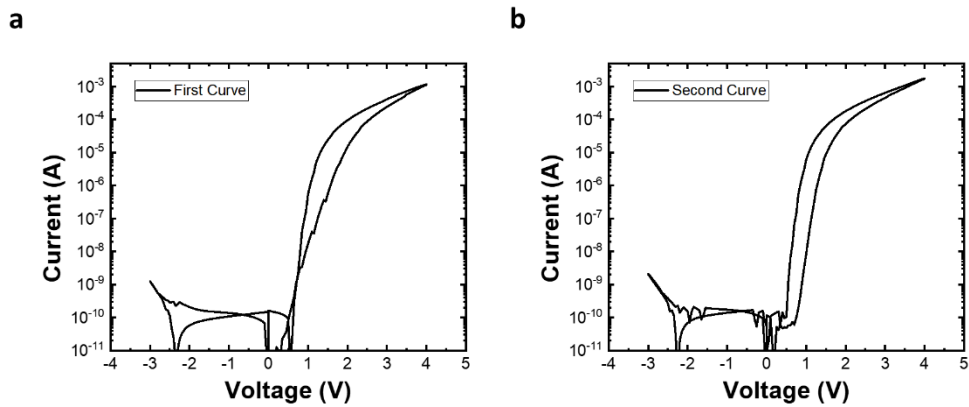 a
First Curve
Current (A)
10⁻³
10⁻⁴
10⁻⁵
10⁻⁶
10⁻⁷
10⁻⁸
10⁻⁹
10⁻¹⁰
10⁻¹¹
-4 -3 -2 -1 0 1 2 3 4 5
Voltage (V)
b
Second Curve
Current (A)
10⁻³
10⁻⁴
10⁻⁵
10⁻⁶
10⁻⁷
10⁻⁸
10⁻⁹
10⁻¹⁰
10⁻¹¹
-4 -3 -2 -1 0 1 2 3 4 5
Voltage (V)